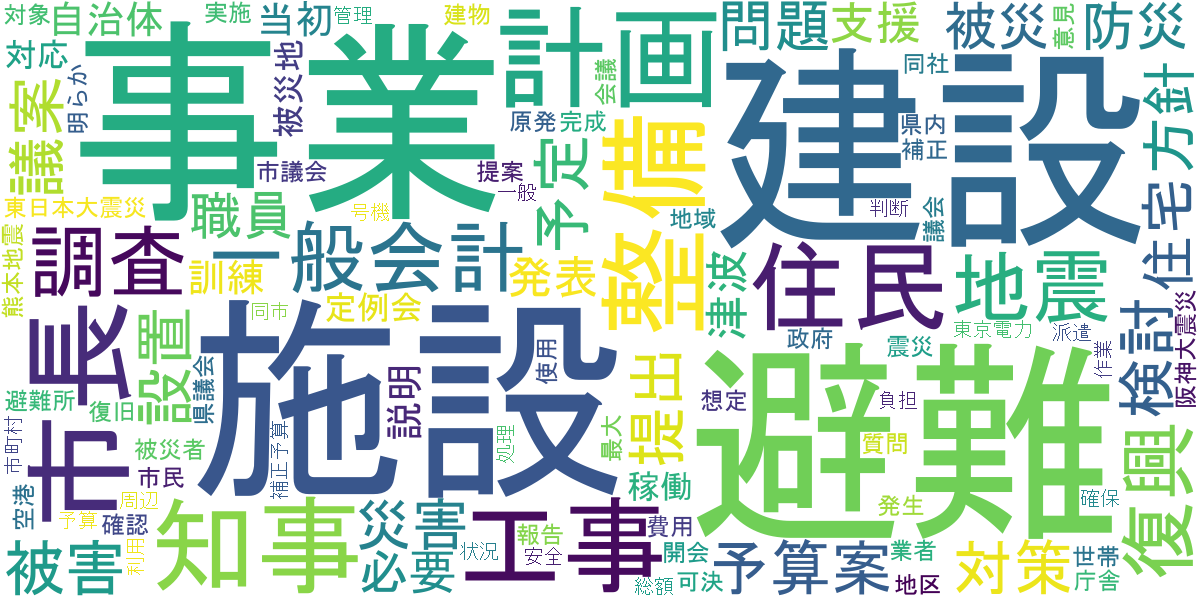 対象
自治体
実施
当初
管理
建物
問題
支援
被災
意見
防災
対応
明らか
被災地
事業
計画
会議
原発
完成
建設
同社
県内
補正
方針
議案
市議会
提案
一般
予定
整備
判断
議会
住宅
東日本大震災
職員
号機
一般会計
地域
熊本地震
調査
訓練
発表
津波
住民
地震
同市
定例会
政府
東京電力
派遣
阪神大震災
市長
設置
県議会
施設
使用
震災
作業
検討
避難所
復旧
説明
提出
想定
避難
負担
市町村
被災者
補正予算
処理
最大
質問
復興
市民
空港
周辺
稼働
確保
予算
確認
知事
災害
工事
報告
費用
発生
被害
利用
必要
状況
安全
開会
総額
可決
予算案
業者
地区
対策
世帯
庁舎